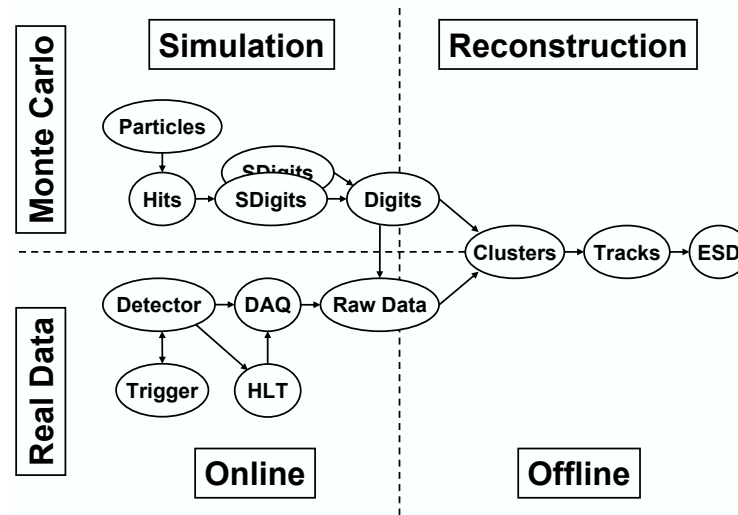 Simulation
Reconstruction
Monte Carlo
Particles
SDigits
Hits
SDigits
Digits
Clusters
Tracks
ESD
Real Data
Detector
DAQ
Raw Data
Trigger
HLT
Online
Offline